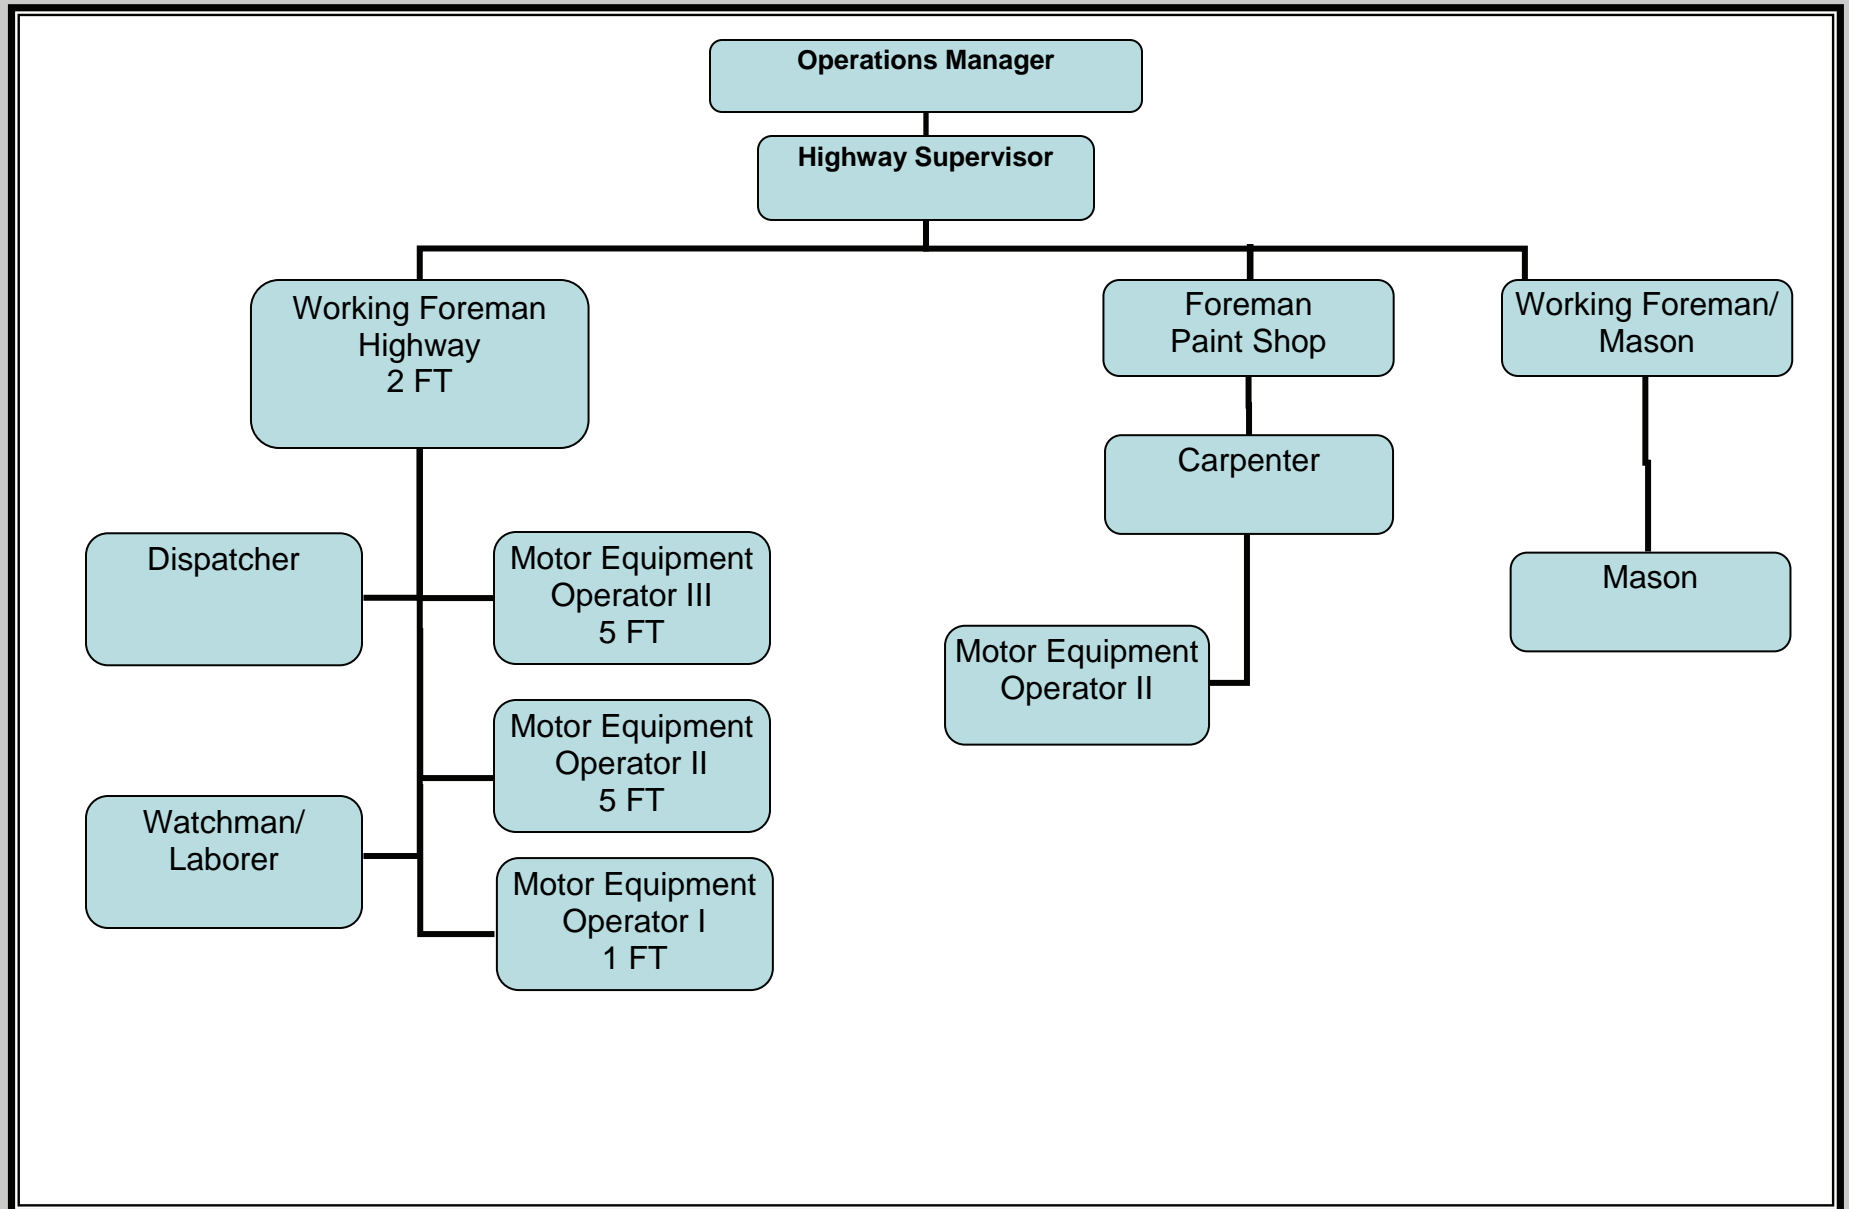 Operations Manager
Highway Supervisor
Working Foreman
Highway
2 FT
Foreman
Paint Shop
Working Foreman/
Mason
Carpenter
Dispatcher
Motor Equipment
Operator III
5 FT
Mason
Motor Equipment
Operator II
Motor Equipment
Operator II
5 FT
Watchman/
Laborer
Motor Equipment
Operator I
1 FT